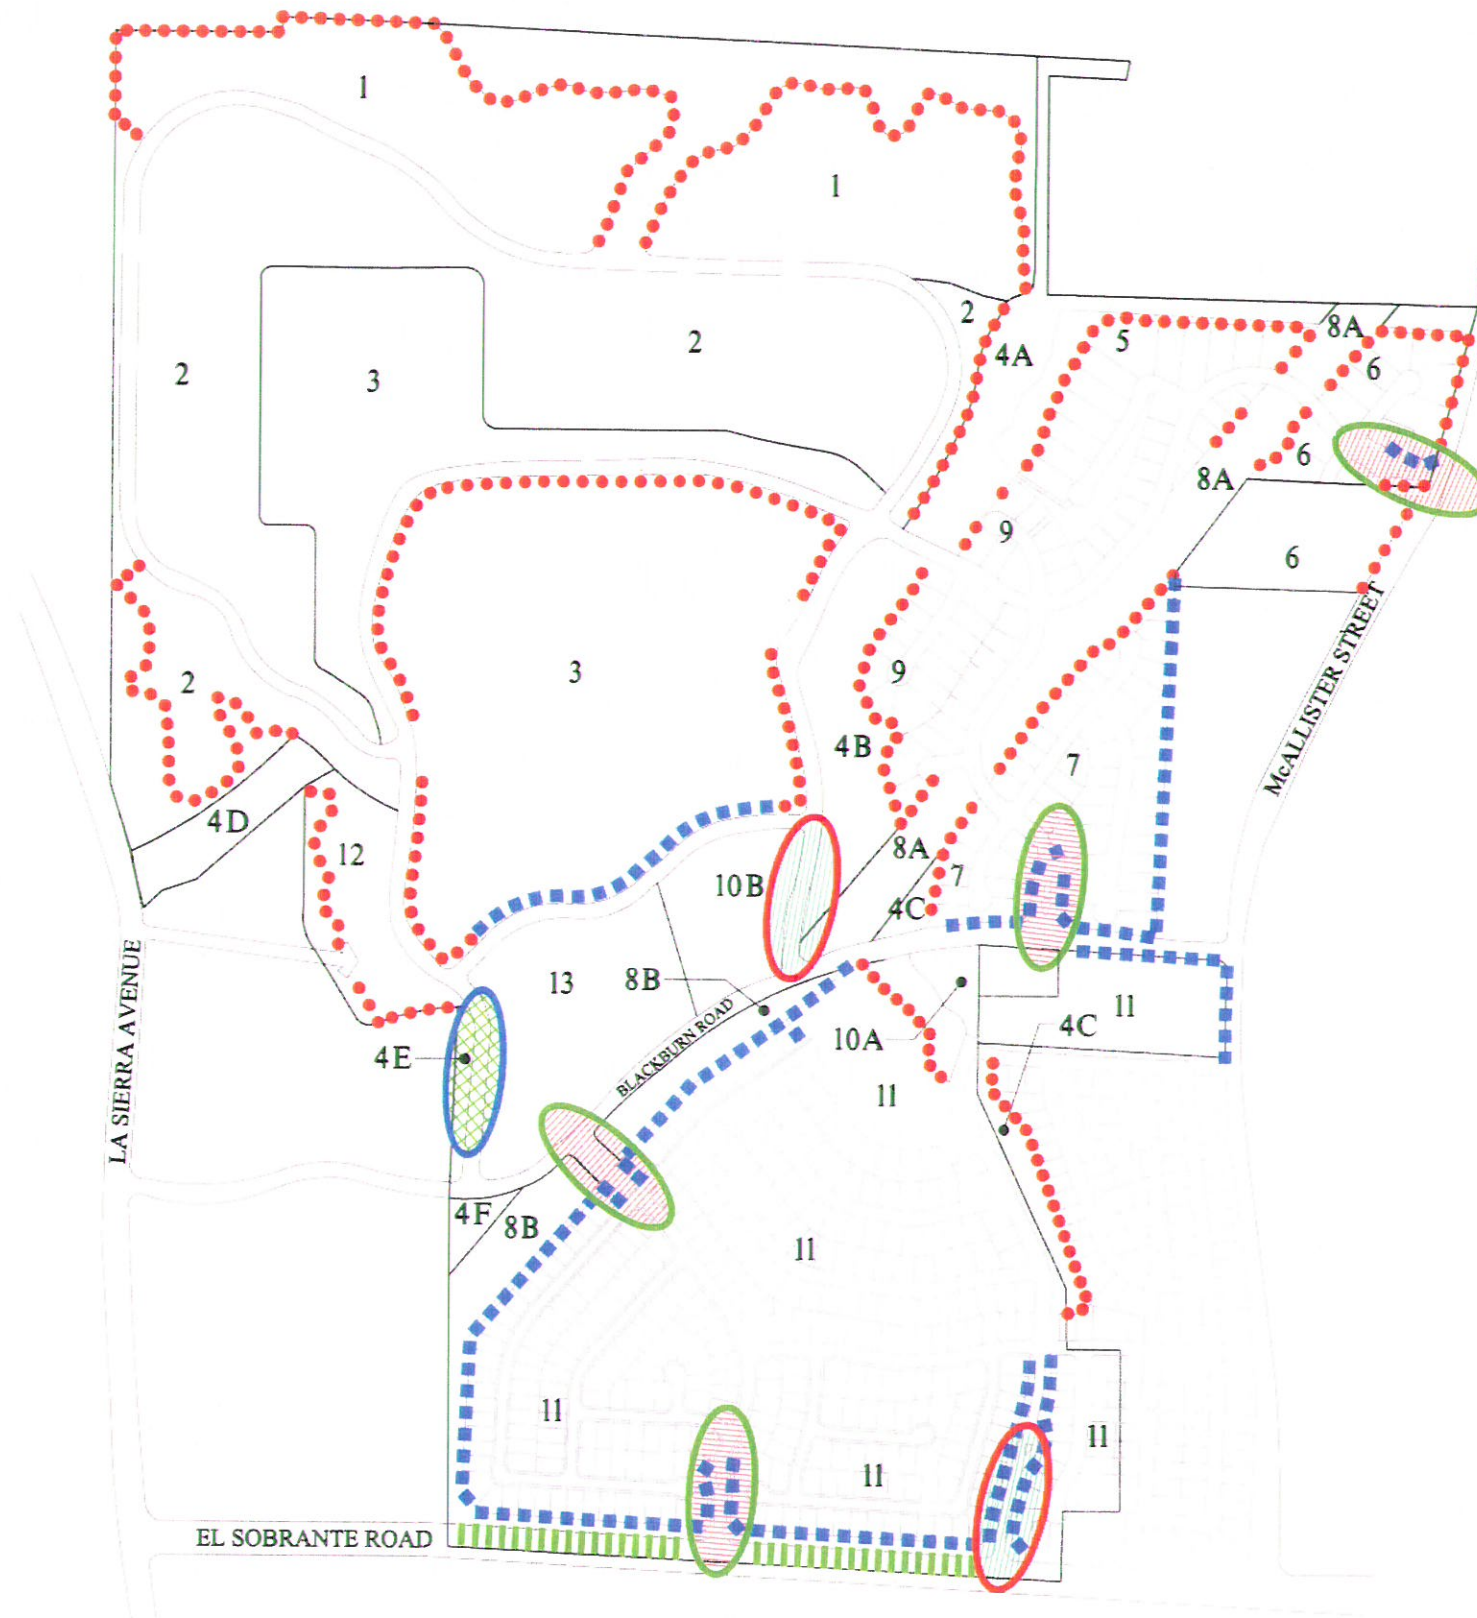 1
1
2
8A
2
5
4A
6
2
3
6
8A
9
6
McALLISTER STREET
3
9
2
4B
7
4D
8A
12
7
10B
4C
LA SIERRA AVENUE
8B
13
11
4C
10A
4E
BLACKBURN ROAD
11
4F
8B
11
11
11
11
EL SOBRANTE ROAD